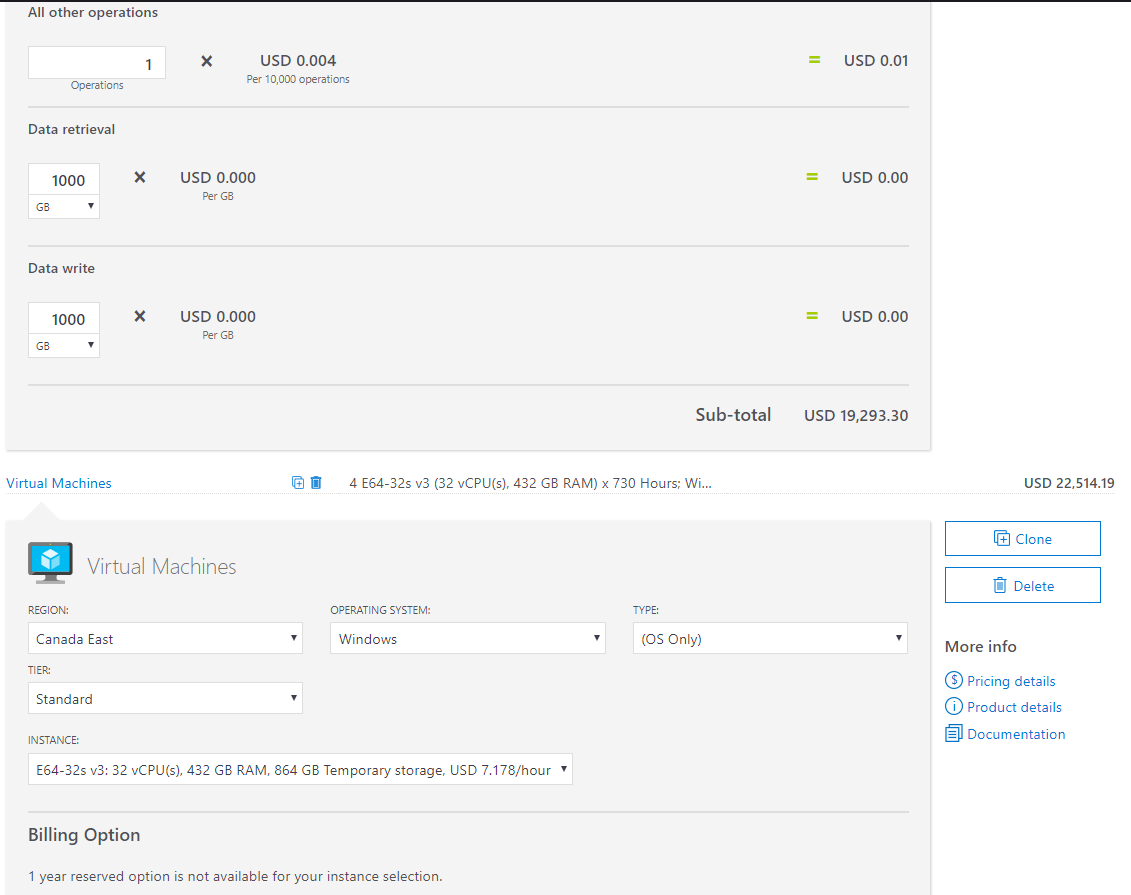 All other operations
1 × USD 0.004 = USD 0.01
Operations Per 10,000 operations
Data retrieval
1000 × USD 0.000 = USD 0.00
GB Per GB
Data write
1000 × USD 0.000 = USD 0.00
GB Per GB
Sub-total USD 19,293.30
Virtual Machines 4 E64-32s v3 (32 vCPU(s), 432 GB RAM) x 730 Hours; Wi... USD 22,514.19
Clone
Virtual Machines
Delete
REGION: OPERATING SYSTEM: TYPE:
Canada East Windows (OS Only)
More info
TIER:
Pricing details
Standard
Product details
Documentation
INSTANCE:
E64-32s v3: 32 vCPU(s), 432 GB RAM, 864 GB Temporary storage, USD 7.178/hour
Billing Option
1 year reserved option is not available for your instance selection.